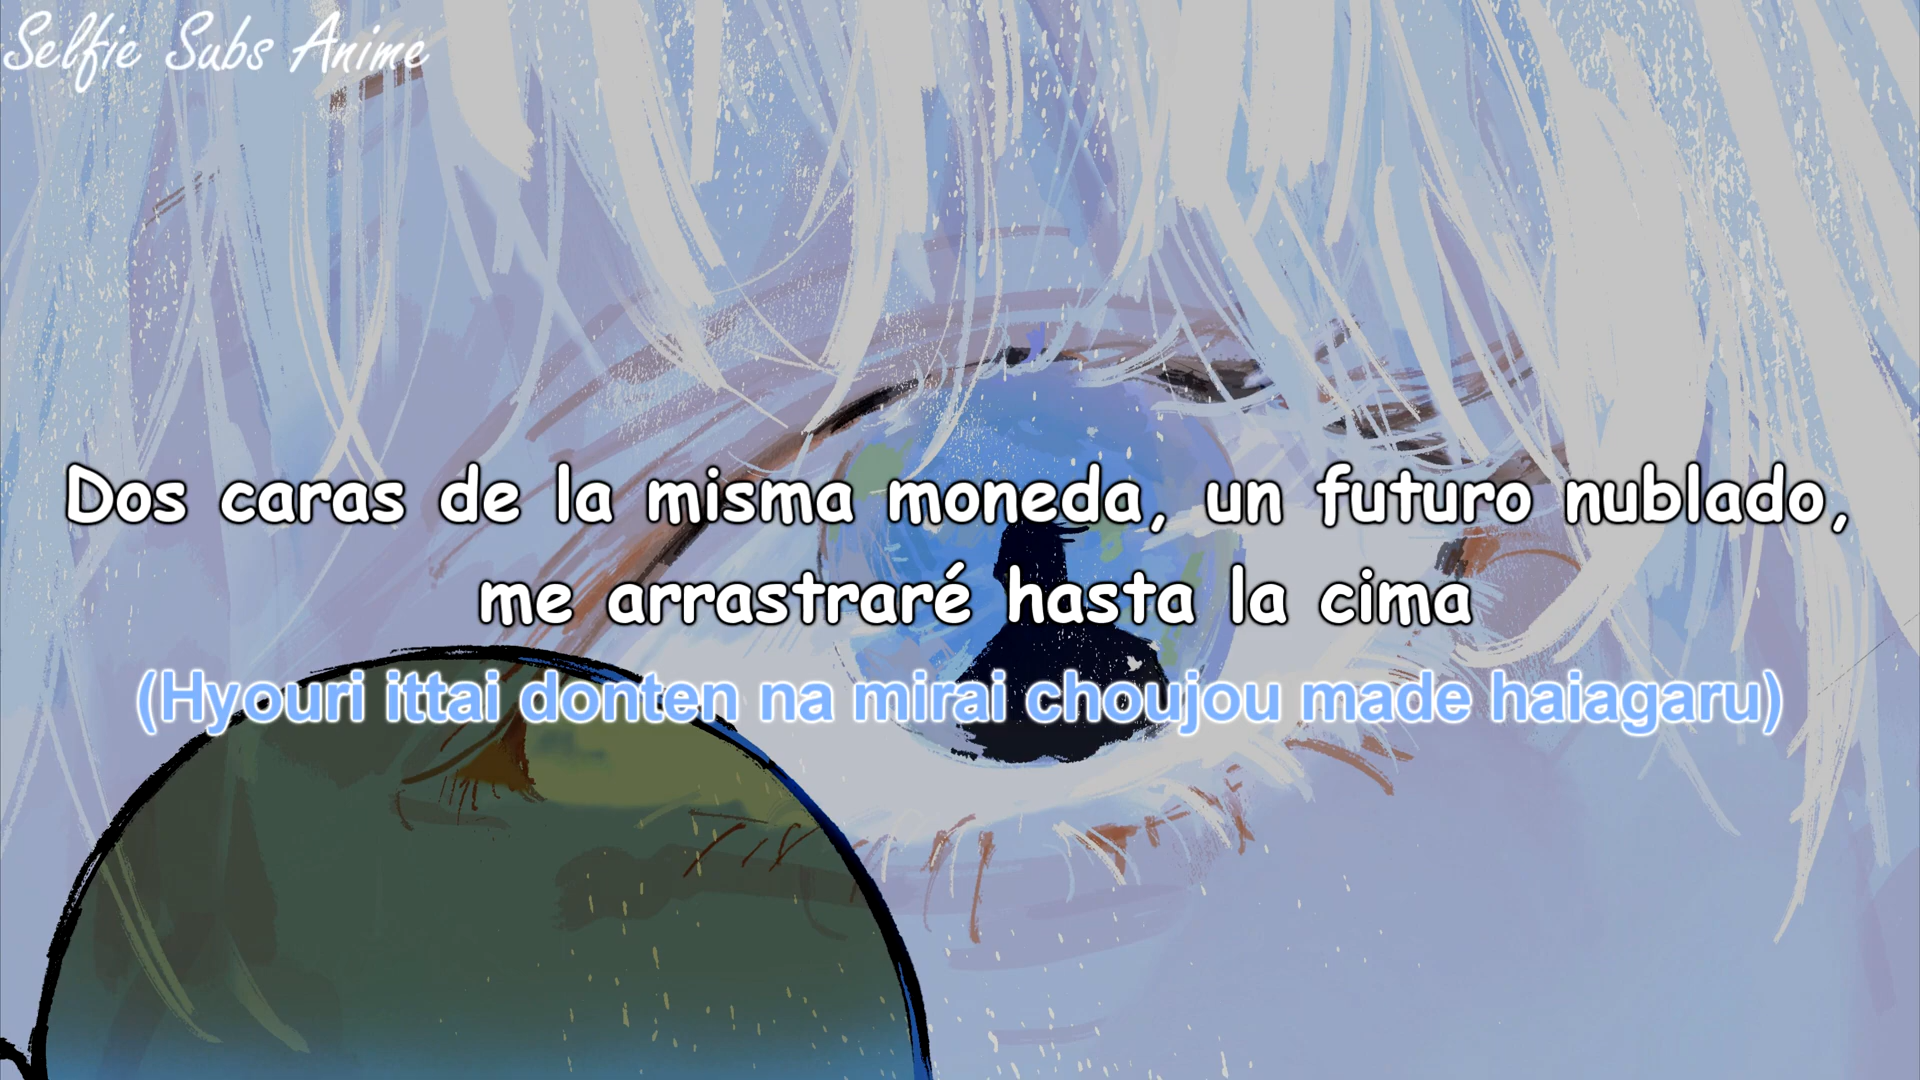 Selfie Subs Anime
Dos caras de la misma moneda, un futuro nublado,
me arrastraré hasta la cima
(Hyouri ittai donten na mirai choujou made haiagaru)